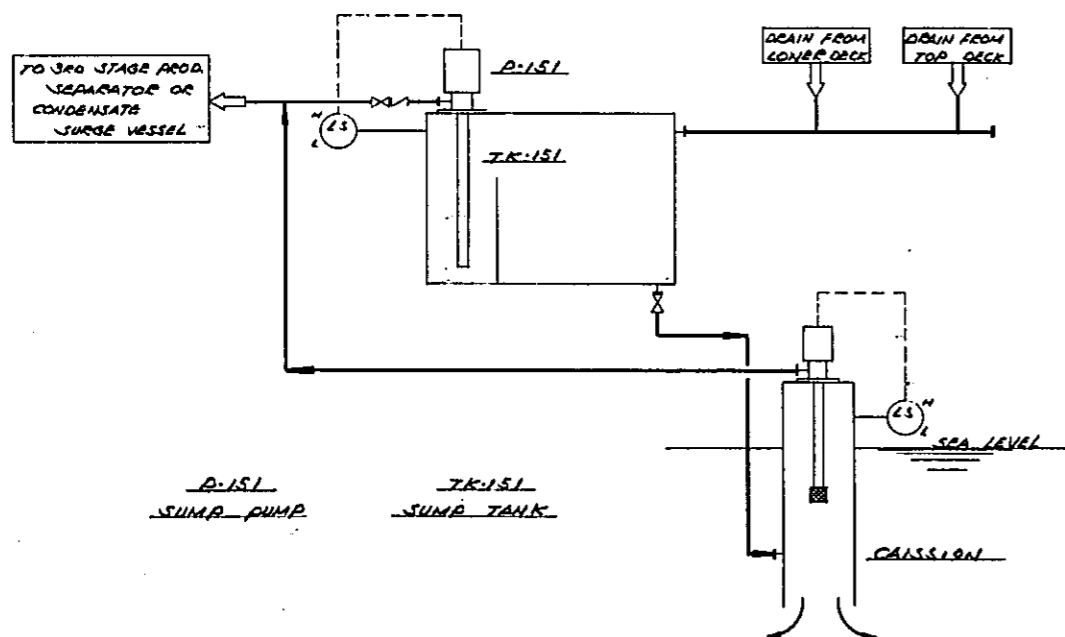 TO 3RD STAGE PROD.
SEPARATOR OR
CONDENSATE
SURGE VESSEL
P-151
DRAIN FROM
LOWER DECK
DRAIN FROM
TOP DECK
H
LS
L
TK-151
H
LS
L
SEA LEVEL
P-151
SUMP PUMP
TK-151
SUMP TANK
CAISSION